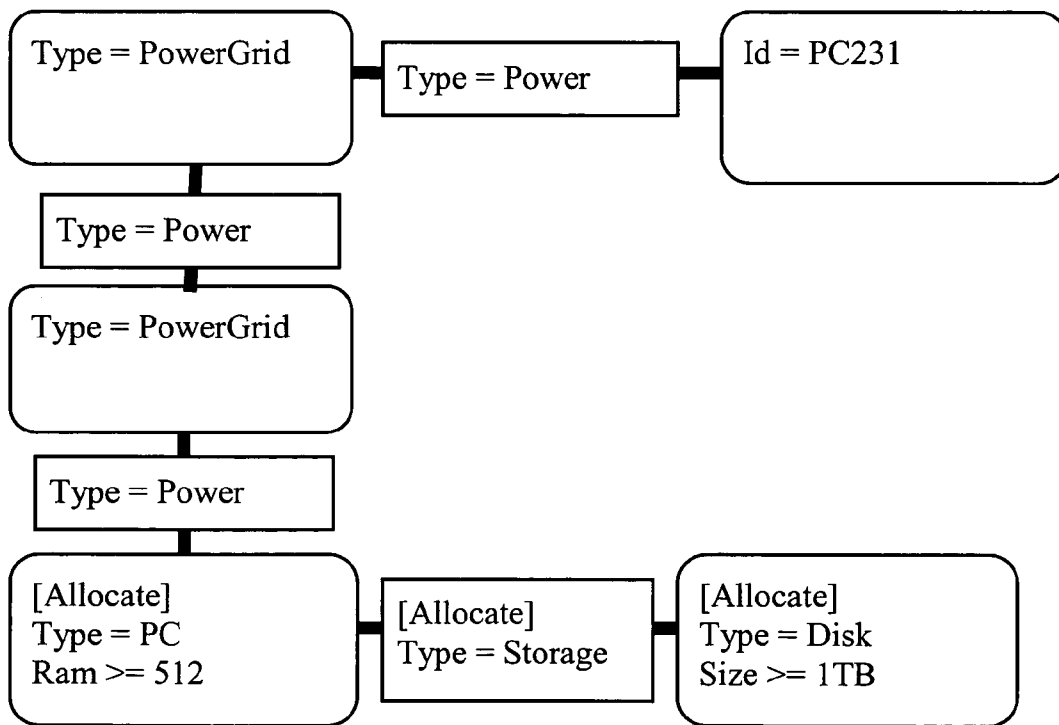 Type = PowerGrid
Type = Power
Id = PC231
Type = Power
Type = PowerGrid
Type = Power
[Allocate]
Type = PC
Ram >= 512
[Allocate]
Type = Storage
[Allocate]
Type = Disk
Size >= 1TB